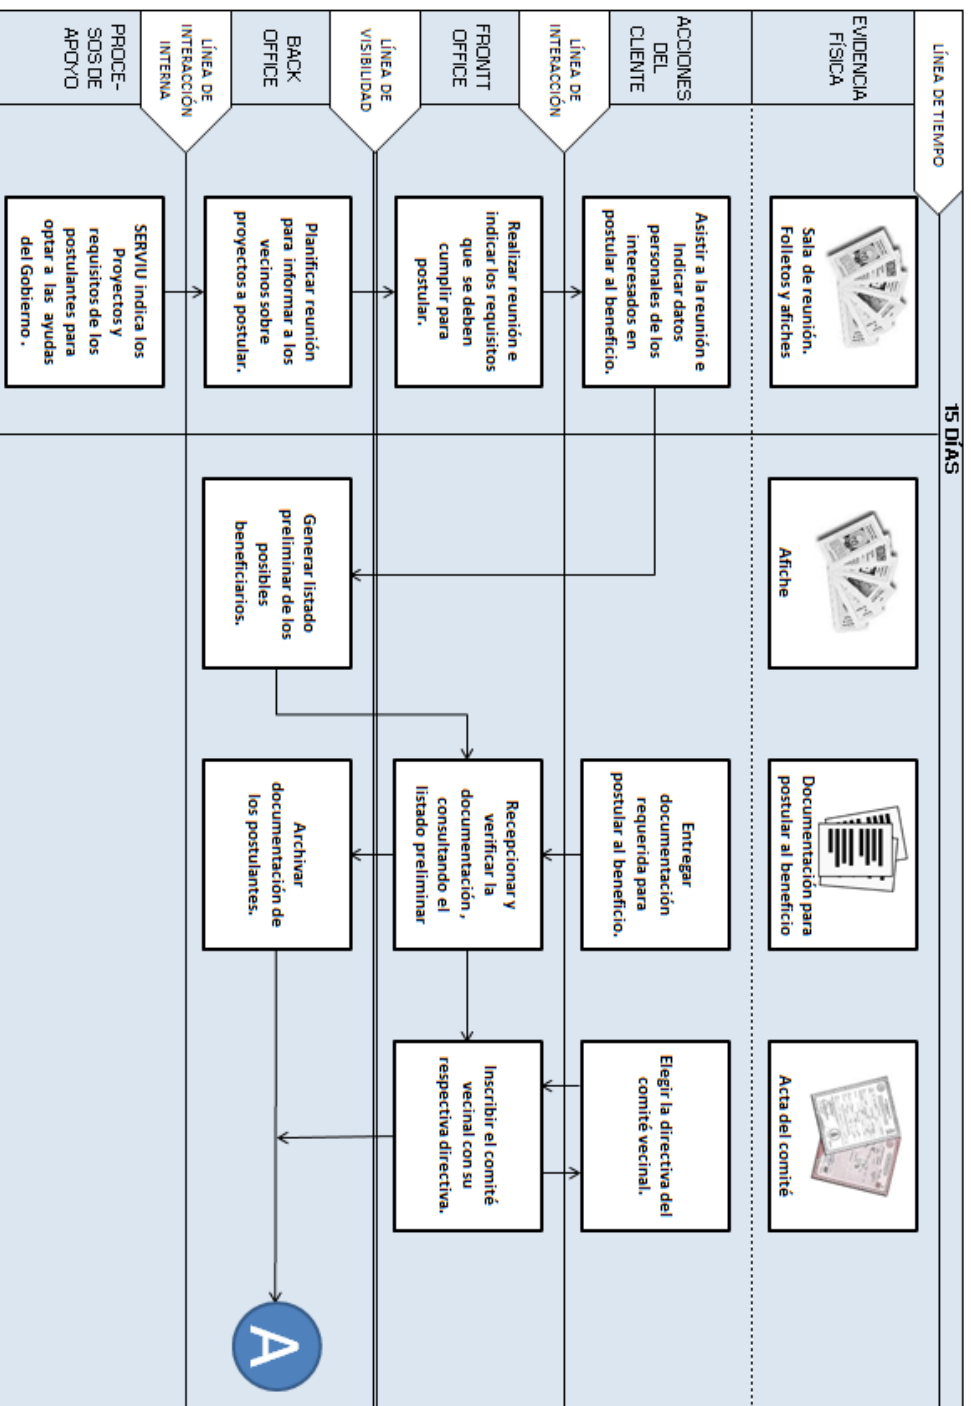 LÍNEA DE TIEMPO
15 DÍAS
EVIDENCIA
FÍSICA
Sala de reunión.
Folletos y afiches
Afiche
Documentación para
postular al beneficio
Acta del comité
ACCIONES
DEL
CLIENTE
Asistir a la reunión e
Indicar datos
personales de los
interesados en
postular al beneficio.
Entregar
documentación
requerida para
postular al beneficio.
Elegir la directiva del
comité vecinal.
LÍNEA DE
INTERACCIÓN
FRONTT
OFFICE
Realizar reunión e
indicar los requisitos
que se deben
cumplir para
postular.
Recepcionar y
verificar la
documentación ,
consultando el
listado preliminar
Inscribir el comité
vecinal con su
respectiva directiva.
LÍNEA DE
VISIBILIDAD
BACK
OFFICE
Planificar reunión
para informar a los
vecinos sobre
proyectos a postular.
Generar listado
preliminar de los
posibles
beneficiarios.
Archivar
documentación de
los postulantes.
A
LÍNEA DE
INTERACCIÓN
INTERNA
PROCE-
SOS DE
APOYO
SERVIU indica los
Proyectos y
requisitos de los
postulantes para
optar a las ayudas
del Gobierno .